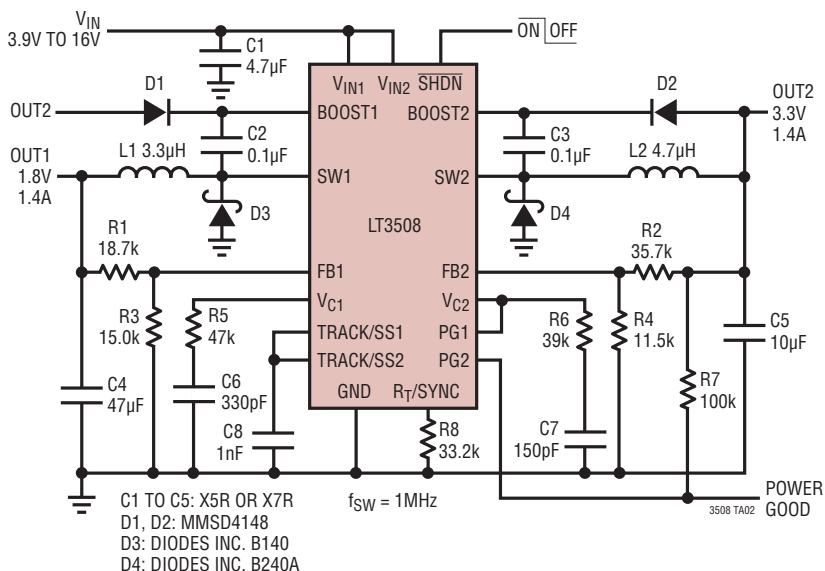 VIN
3.9V TO 16V
C1
4.7µF
ON OFF
VIN1 VIN2 SHDN
D1
D2
OUT2
BOOST1 BOOST2
OUT2
3.3V
1.4A
C2
0.1µF
C3
0.1µF
OUT1
1.8V
1.4A
L1 3.3µH
L2 4.7µH
SW1 SW2
D3
D4
LT3508
R1
18.7k
R2
35.7k
FB1 FB2
VC1 VC2
R3
15.0k
R5
47k
TRACK/SS1 PG1
TRACK/SS2 PG2
R6
39k
R4
11.5k
C5
10µF
R7
100k
C4
47µF
C6
330pF
GND RT/SYNC
C8
1nF
R8
33.2k
C7
150pF
C1 TO C5: X5R OR X7R
D1, D2: MMSD4148
D3: DIODES INC. B140
D4: DIODES INC. B240A
fSW = 1MHz
3508 TA02
POWER
GOOD